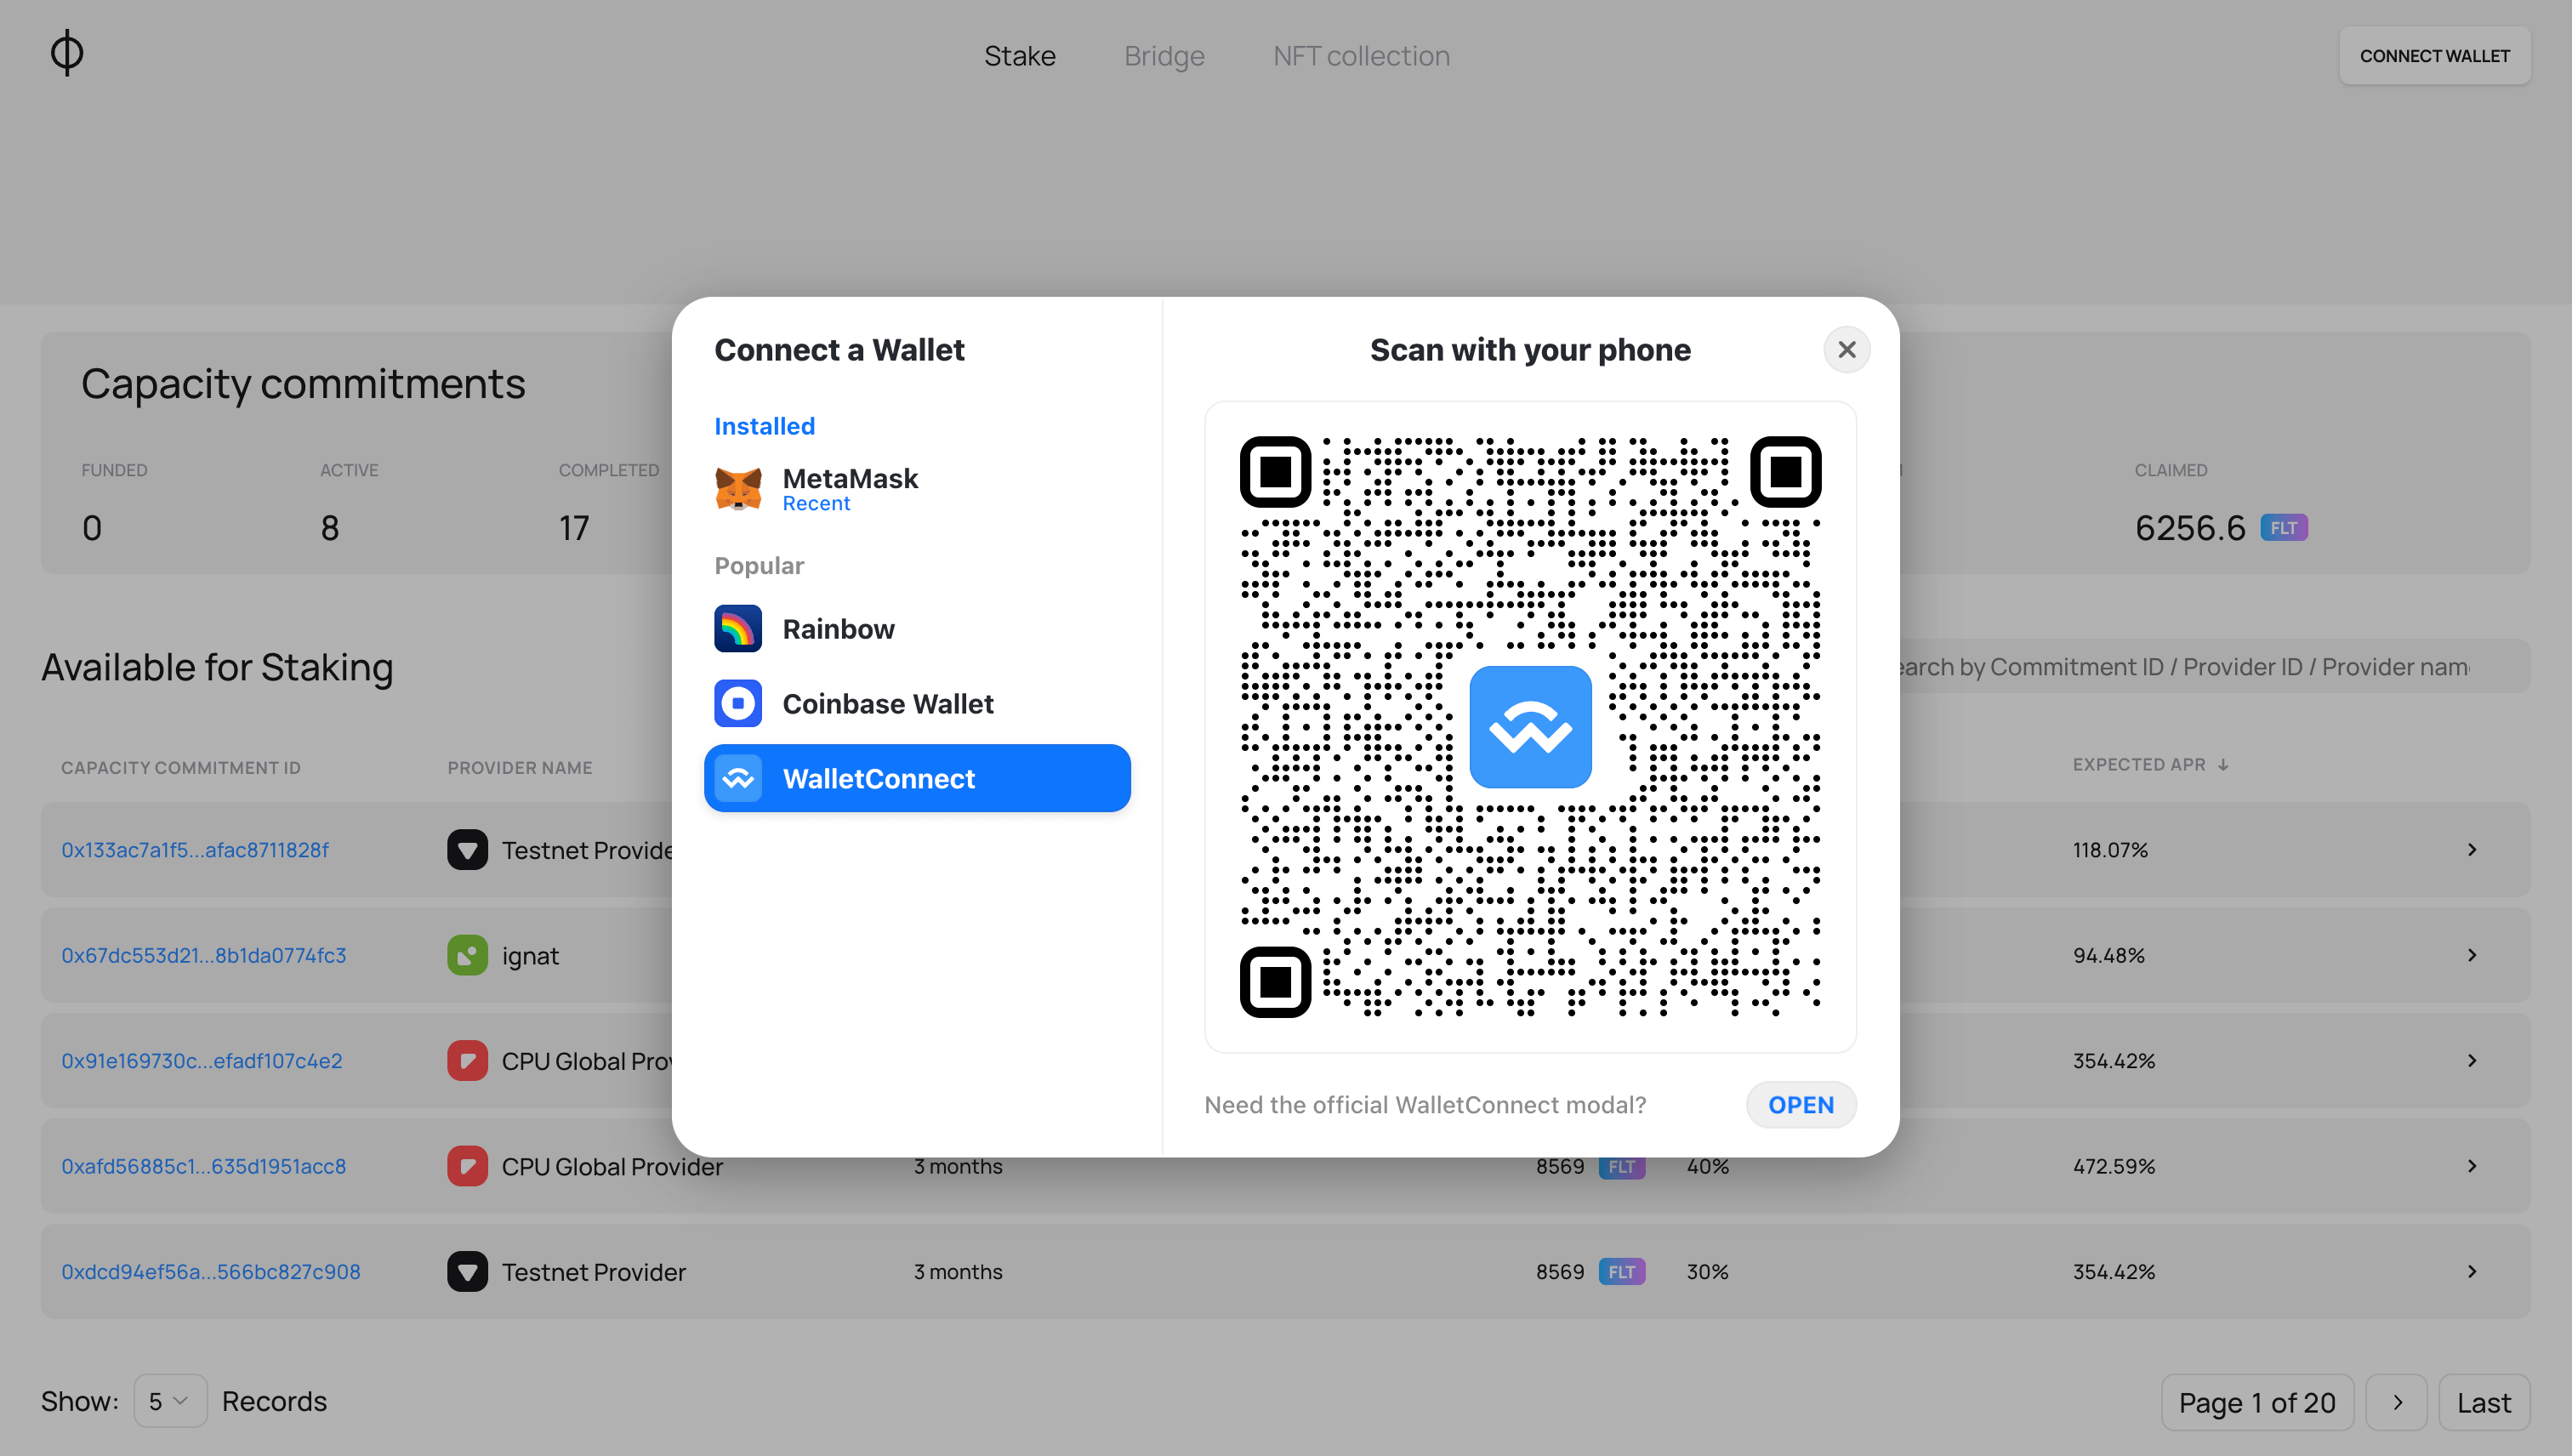 Stake Bridge NFT collection CONNECT WALLET
Connect a Wallet
Installed
MetaMask
Recent
Popular
Rainbow
Coinbase Wallet
WalletConnect
Scan with your phone
Need the official WalletConnect modal? OPEN
Capacity commitments
FUNDED ACTIVE COMPLETED CLAIMED
0 8 17 6256.6 FLT
Available for Staking
by Commitment ID / Provider ID / Provider
CAPACITY COMMITMENT ID PROVIDER NAME EXPECTED APR
0x133ac7a1f5...afac8711828f Testnet 118.07%
0x67dc553d21...8b1da0774fc3 ignat 94.48%
0x91e169730c...efadf107c4e2 CPU Global 354.42%
0xafd56885c1...635d1951acc8 CPU Global Provider 3 months 8569 FLT 40% 472.59%
0xdcd94ef56a...566bc827c908 Testnet Provider 3 months 8569 FLT 30% 354.42%
Show: 5 Records Page 1 of 20 Last